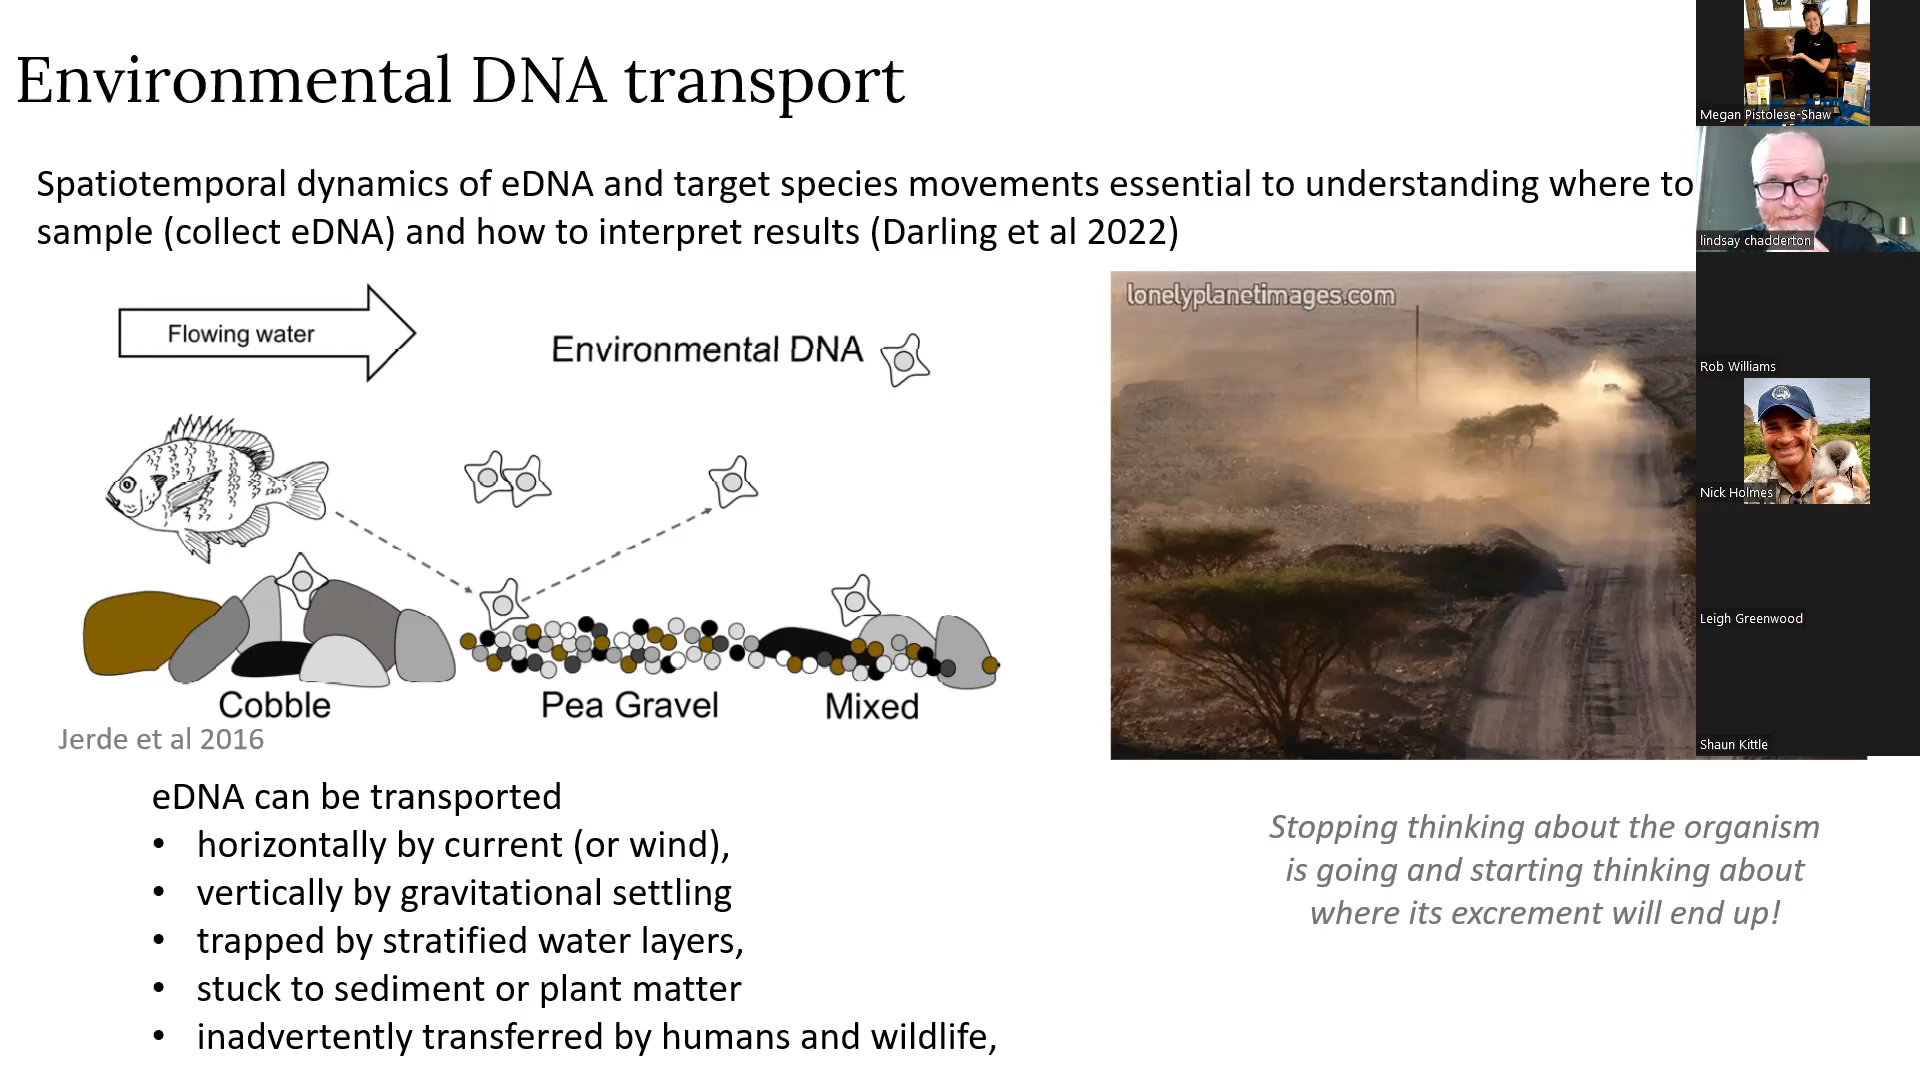 Environmental DNA transport
Spatiotemporal dynamics of eDNA and target species movements essential to understanding where to
sample (collect eDNA) and how to interpret results (Darling et al 2022)
Flowing water
Environmental DNA
Cobble
Pea Gravel
Mixed
Jerde et al 2016
lonelyplanetimages.com
eDNA can be transported
• horizontally by current (or wind),
• vertically by gravitational settling
• trapped by stratified water layers,
• stuck to sediment or plant matter
• inadvertently transferred by humans and wildlife,
Stopping thinking about the organism
is going and starting thinking about
where its excrement will end up!
Megan Pistolese-Shaw
lindsay chadderton
Rob Williams
Nick Holmes
Leigh Greenwood
Shaun Kittle